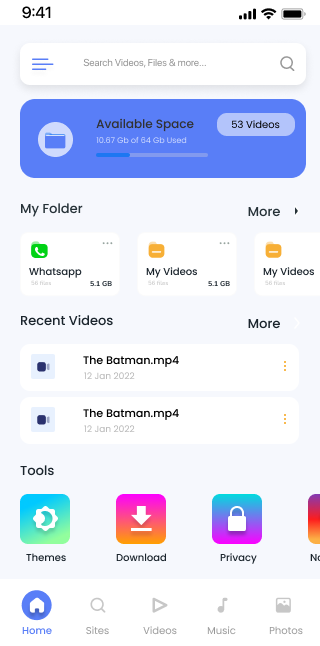 9:41
Search Videos, Files & more...
Available Space
53 Videos
10.67 Gb of 64 Gb Used
My Folder
More
Whatsapp
56 files
5.1 GB
My Videos
56 files
5.1 GB
My Videos
56 files
Recent Videos
More
The Batman.mp4
12 Jan 2022
The Batman.mp4
12 Jan 2022
Tools
Themes
Download
Privacy
No
Home
Sites
Videos
Music
Photos